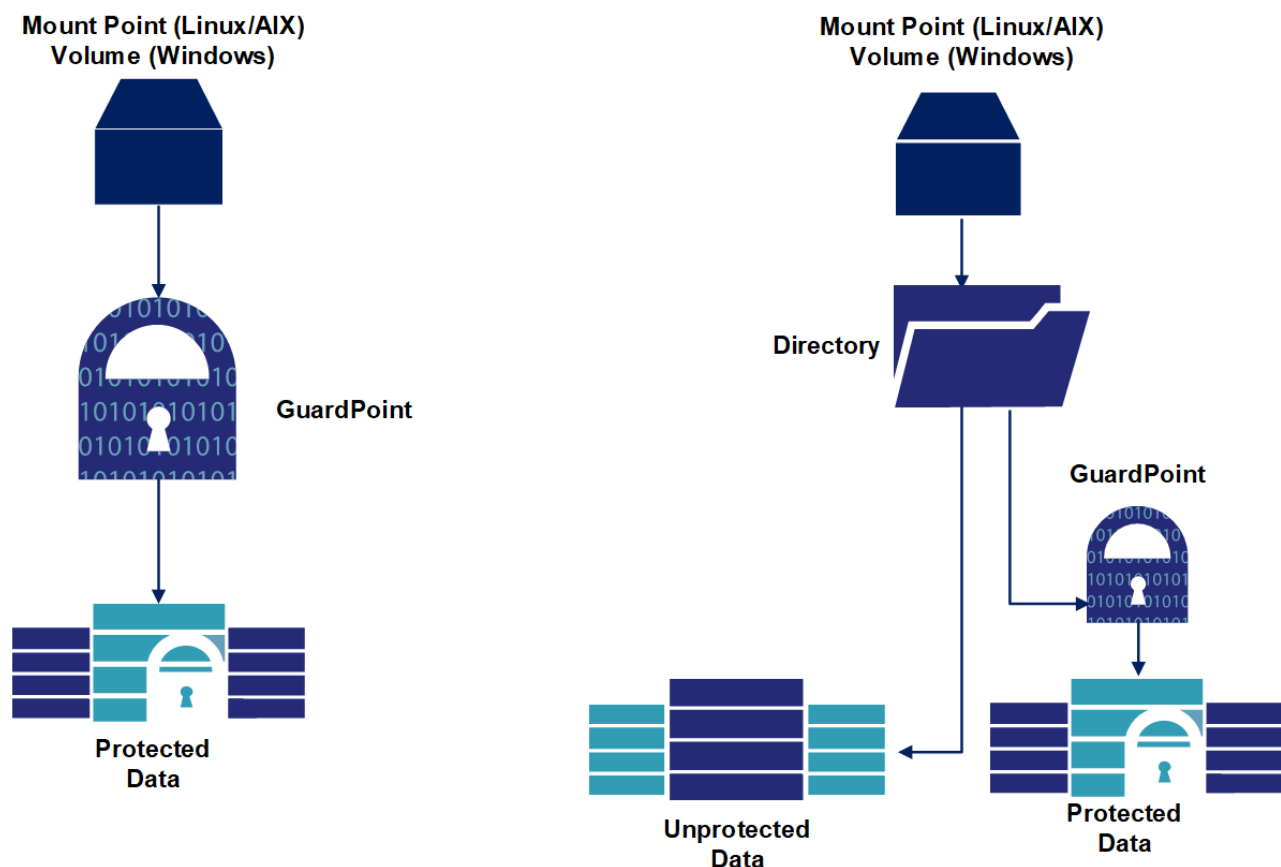 Mount Point (Linux/AIX)
Volume (Windows)
GuardPoint
Protected
Data
Mount Point (Linux/AIX)
Volume (Windows)
Directory
GuardPoint
Unprotected
Data
Protected
Data